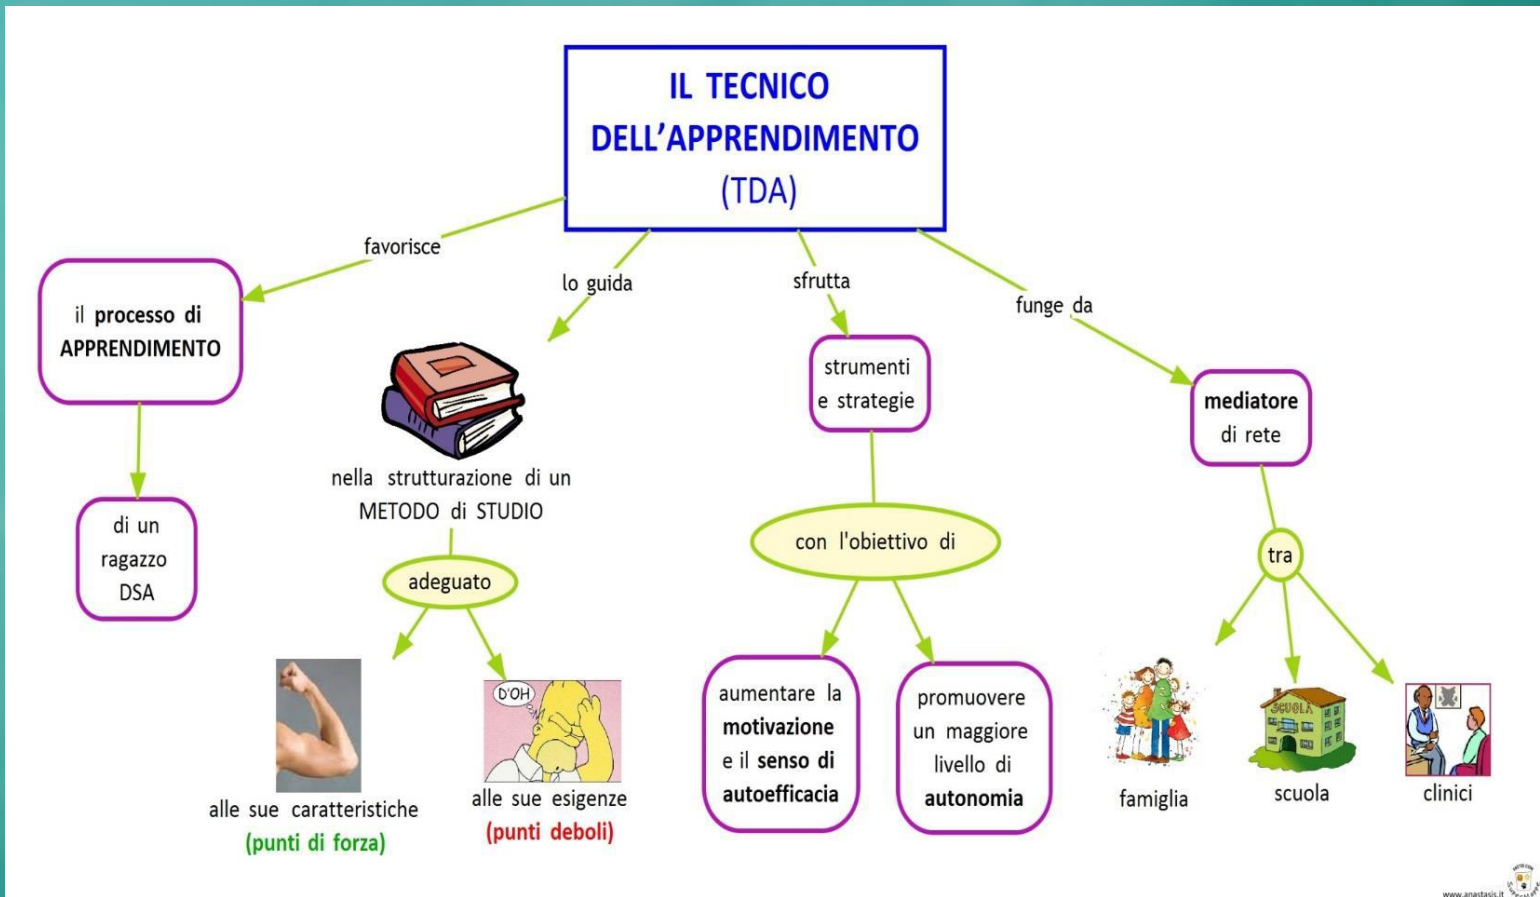 IL TECNICO
DELL'APPRENDIMENTO
(TDA)
favorisce
il processo di
APPRENDIMENTO
di un
ragazzo
DSA
lo guida
nella strutturazione di un
METODO di STUDIO
adeguato
alle sue caratteristiche
(punti di forza)
D'OH
alle sue esigenze
(punti deboli)
sfrutta
strumenti
e strategie
con l'obiettivo di
aumentare la
motivazione
e il senso di
autoefficacia
promuovere
un maggiore
livello di
autonomia
funge da
mediatore
di rete
tra
famiglia
SCUOLA
scuola
clinici
www.anastasis.it